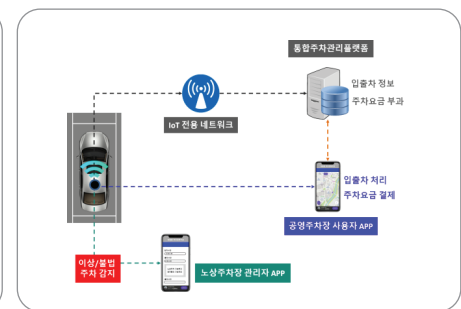 통합주차관리플랫폼
입출차 정보
주차요금 부과
IoT 전용 네트워크
입출차 처리
주차요금 결제
공영주차장 사용자 APP
이상/불법
주차 감지
노상주차장 관리자 APP